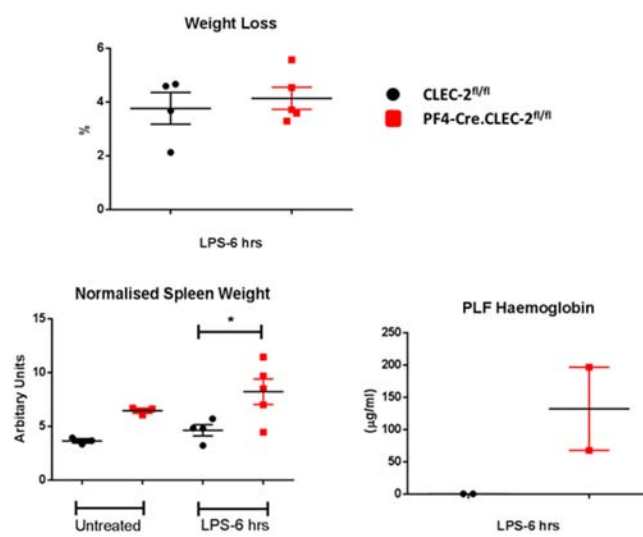 Weight Loss
6
4
2
0
%
LPS-6 hrs
CLEC-2fl/fl
PF4-Cre.CLEC-2fl/fl
Normalised Spleen Weight
15
10
5
0
Arbitary Units
*
Untreated
LPS-6 hrs
PLF Haemoglobin
250
200
150
100
50
0
(µg/ml)
LPS-6 hrs